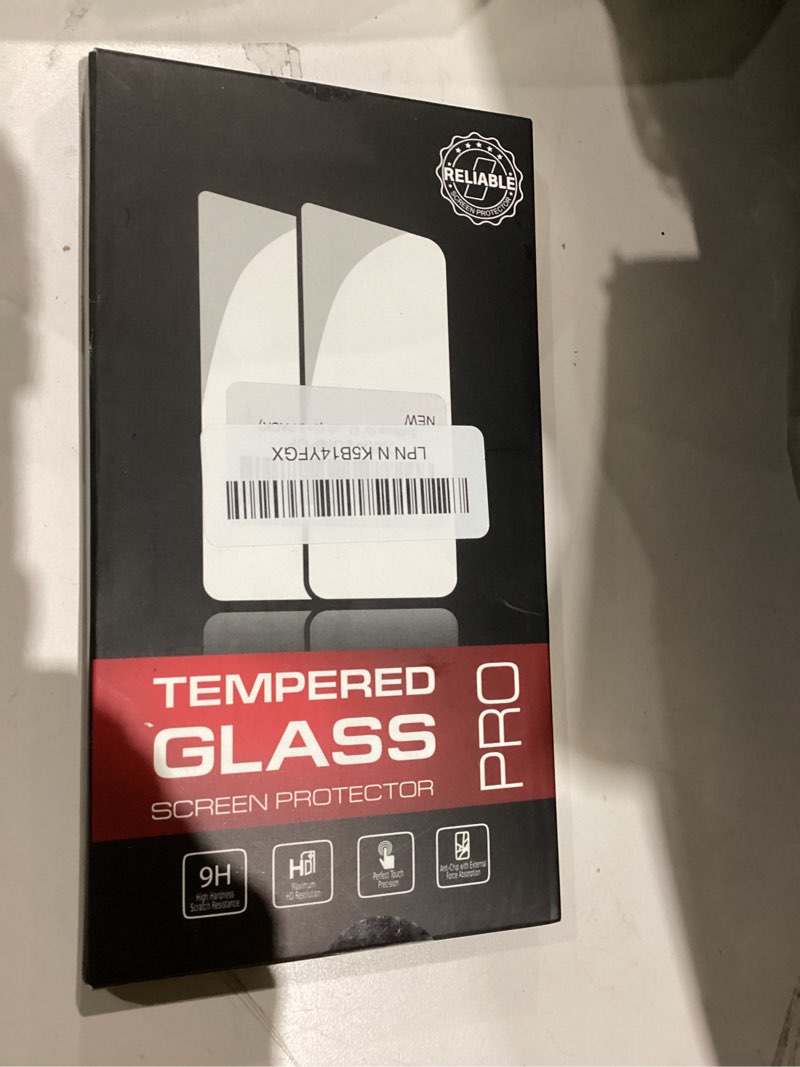 RELIABLE
SCREEN PROTECTOR
NEW
LPN N K5B14YFGX
TEMPERED
GLASS
SCREEN PROTECTOR
PRO
9H
High Hardness
Scratch Resistance
HD
Maximum
HD Resolution
Perfect Touch
Precision
Anti-Chip with External
Force Absorption